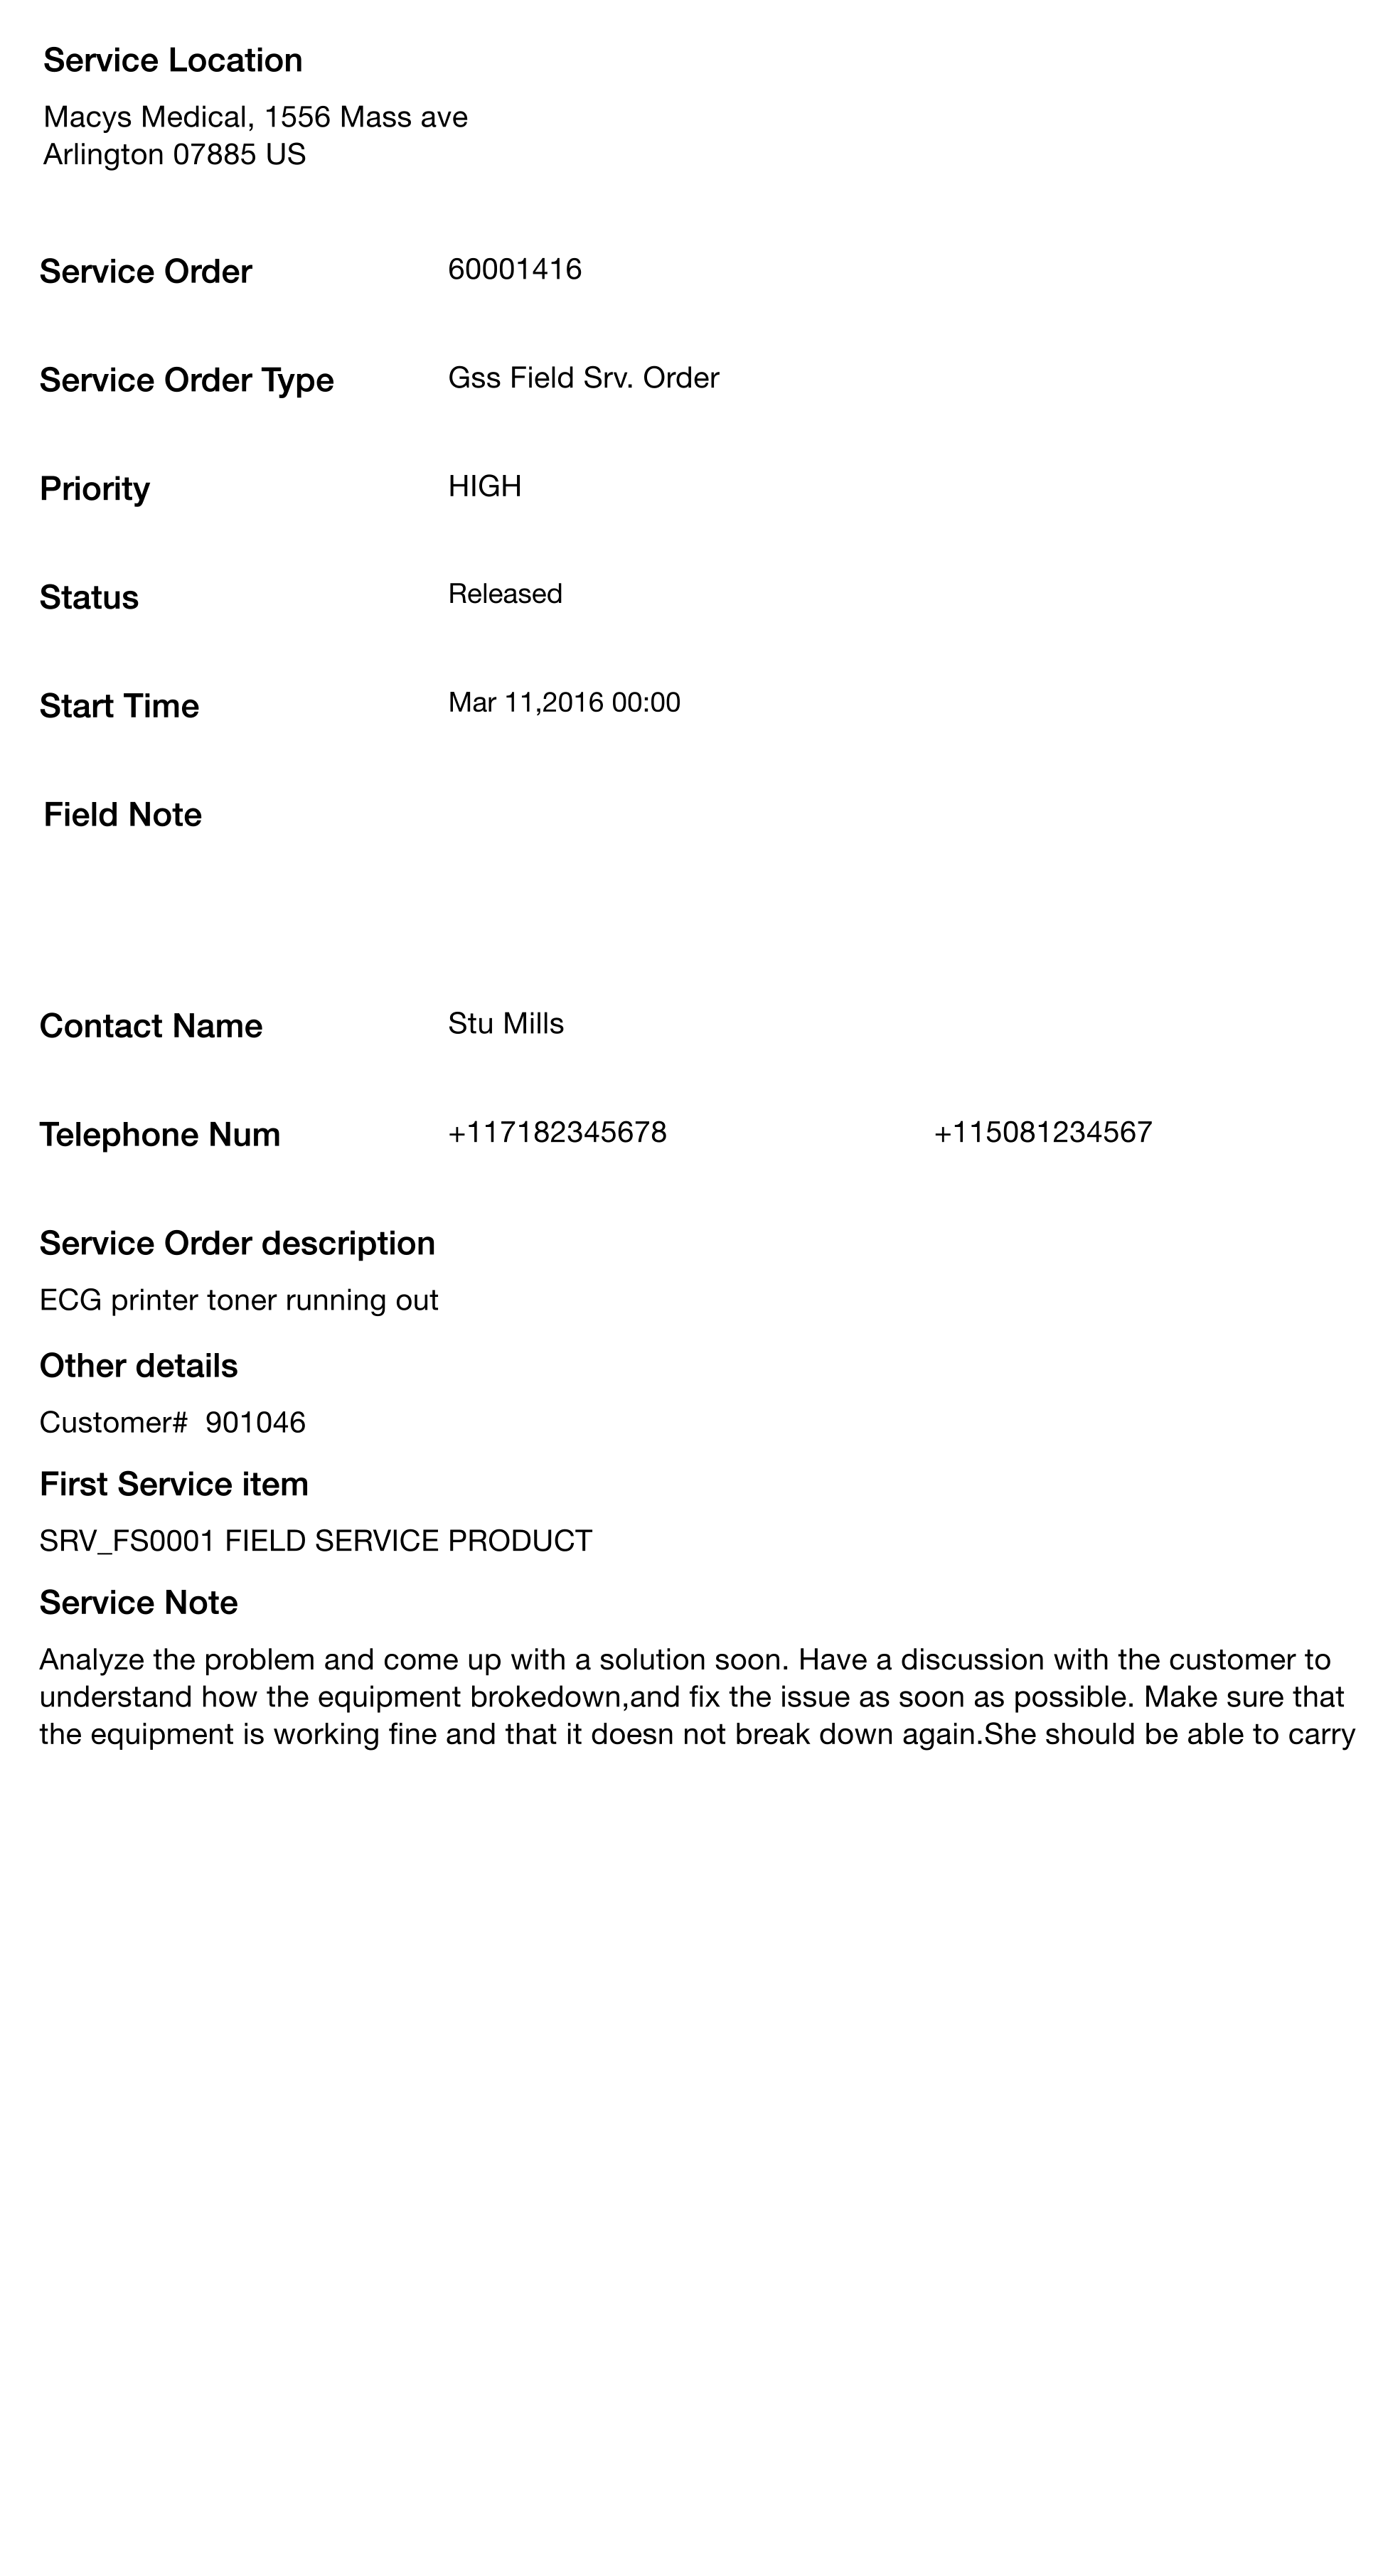 Service Location
Macys Medical, 1556 Mass ave
Arlington 07885 US
Service Order 60001416
Service Order Type Gss Field Srv. Order
Priority HIGH
Status Released
Start Time Mar 11,2016 00:00
Field Note
Contact Name Stu Mills
Telephone Num +117182345678 +115081234567
Service Order description
ECG printer toner running out
Other details
Customer# 901046
First Service item
SRV_FS0001 FIELD SERVICE PRODUCT
Service Note
Analyze the problem and come up with a solution soon. Have a discussion with the customer to
understand how the equipment brokedown,and fix the issue as soon as possible. Make sure that
the equipment is working fine and that it doesn not break down again.She should be able to carry